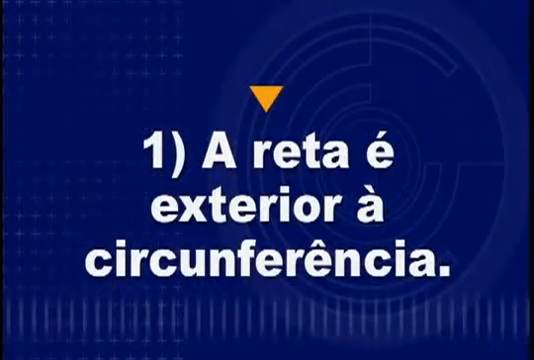 1) A reta é
exterior à
circunferência.